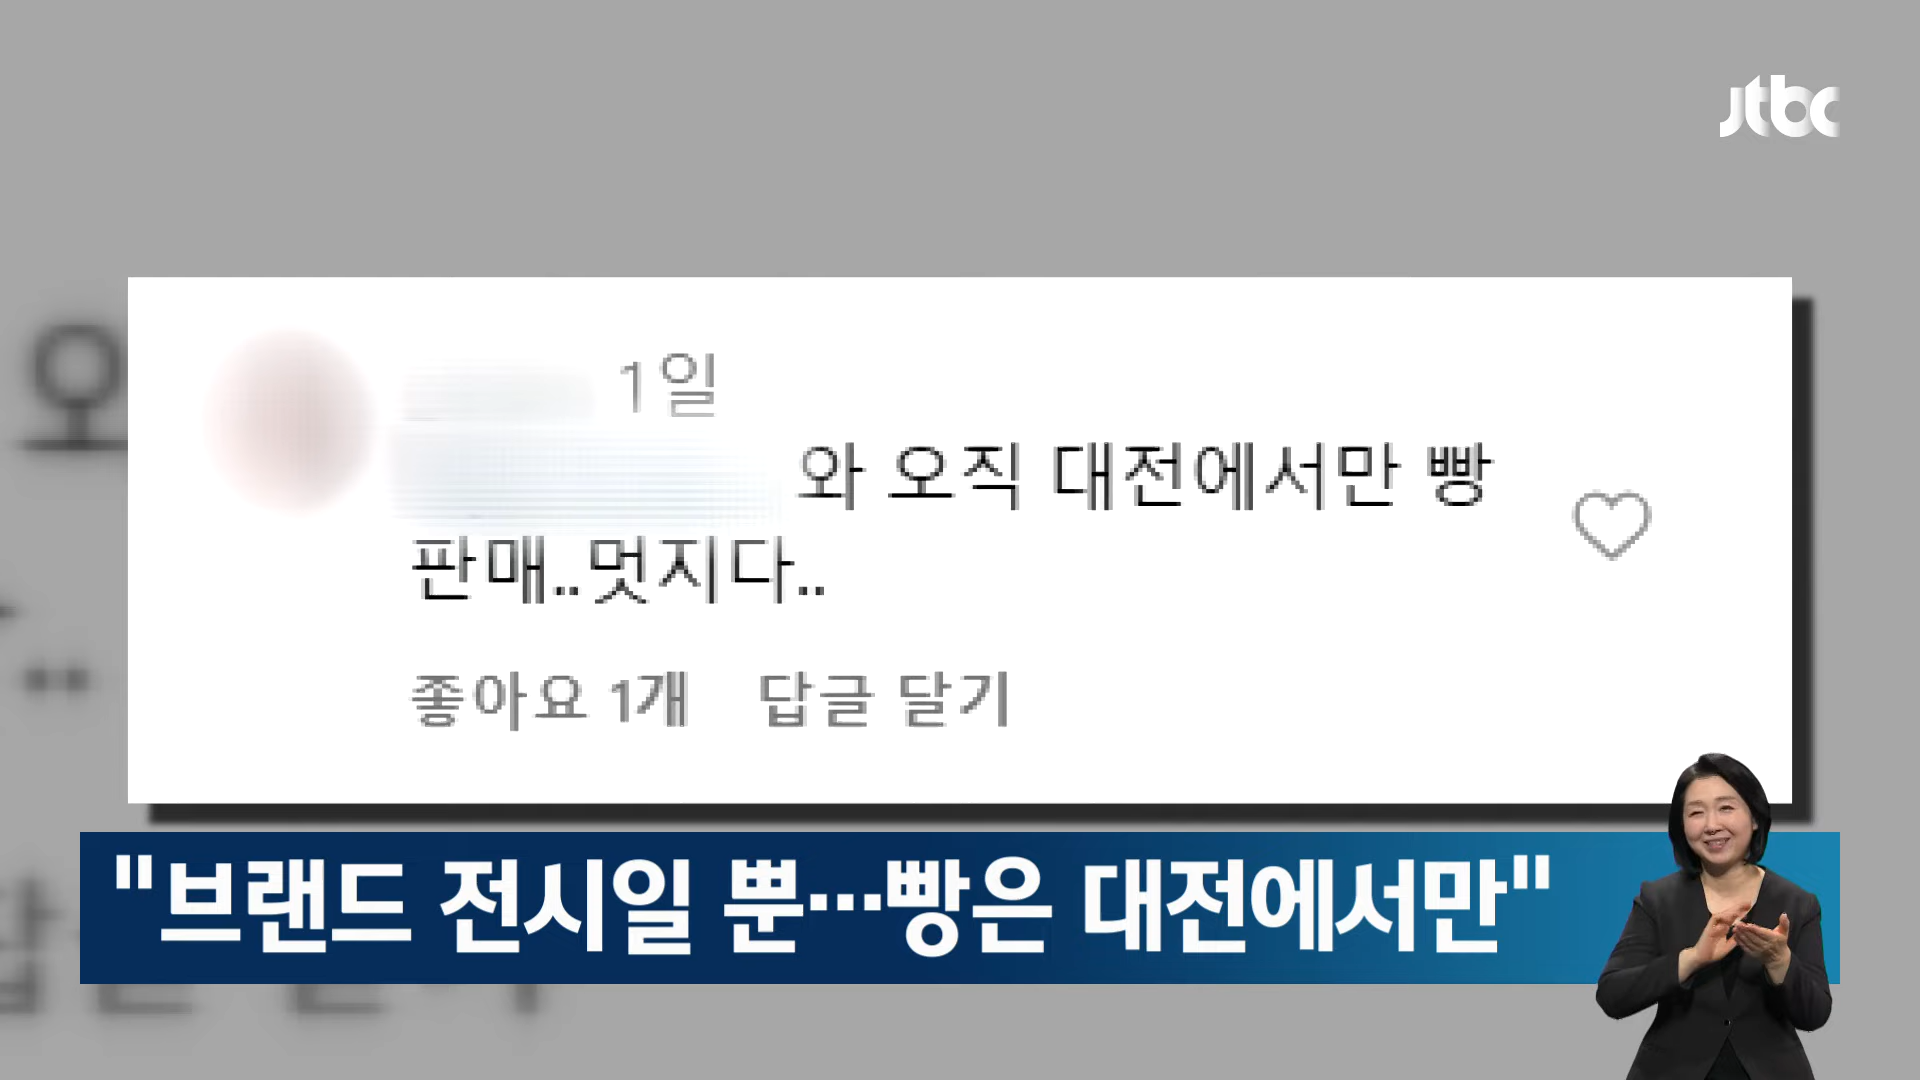 jtbc
1일
와 오직 대전에서만 빵
판매..멋지다..
좋아요 1개 답글 달기
"브랜드 전시일 뿐…빵은 대전에서만"